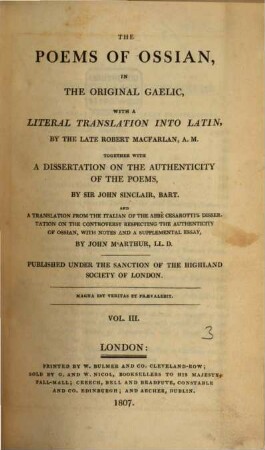 THE
POEMS OF OSSIAN,
IN
THE ORIGINAL GAELIC,
WITH A
LITERAL TRANSLATION INTO LATIN,
BY THE LATE ROBERT MACFARLAN, A. M.
TOGETHER WITH
A DISSERTATION ON THE AUTHENTICITY
OF THE POEMS,
BY SIR JOHN SINCLAIR, BART.
AND
A TRANSLATION FROM THE ITALIAN OF THE ABBÉ CESAROTTI'S DISSER-
TATION ON THE CONTROVERSY RESPECTING THE AUTHENTICITY
OF OSSIAN, WITH NOTES AND A SUPPLEMENTAL ESSAY,
BY JOHN M'ARTHUR, LL. D.
PUBLISHED UNDER THE SANCTION OF THE HIGHLAND
SOCIETY OF LONDON.
MAGNA EST VERITAS ET PRÆVALEBIT.
VOL. III.
3
LONDON:
PRINTED BY W. BULMER AND CO. CLEVELAND-ROW;
SOLD BY G. AND W. NICOL, BOOKSELLERS TO HIS MAJESTY,
PALL-MALL; CREECH, BELL AND BRADFUTE, CONSTABLE
AND CO. EDINBURGH; AND ARCHER, DUBLIN.
1807.